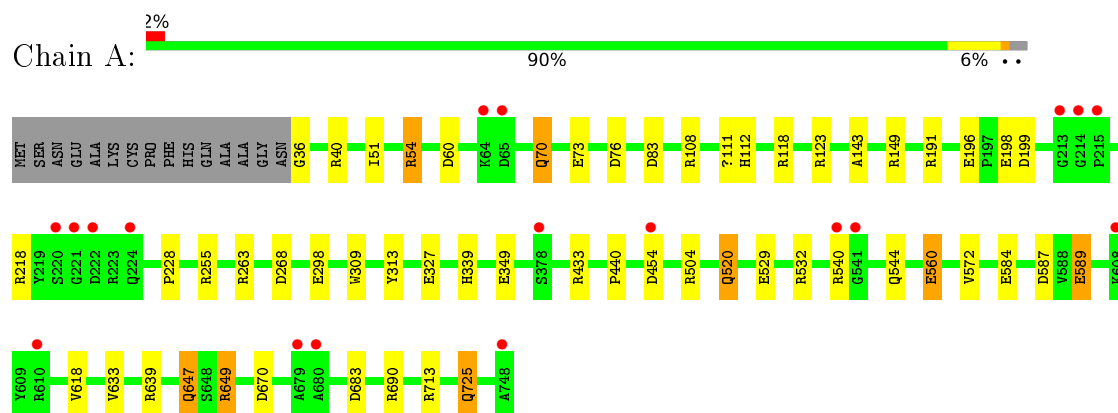 2%
Chain A:
90% 6% • •
MET SER ASN GLU ALA LYS CYS PRO PHE HIS GLN ALA ALA GLY ASN G36 R40 I51 R54 D60 K64 D65 Q70 E73 D76 D83 R108 ?111 H112 R118 R123 A143 R149 R191 E196 P197 E198 D199 G213 G214 P215
R218 Y219 S220 G221 D222 R223 Q224 P228 R255 R263 D268 E298 W309 Y313 E327 H339 E349 S378 R433 P440 D454 R504 Q520 E529 R532 R540 G541 Q544 E560 V572 E584 D587 V588 E589 K608
Y609 R610 V618 V633 R639 Q647 S648 R649 D670 A679 A680 D683 R690 R713 Q725 A748